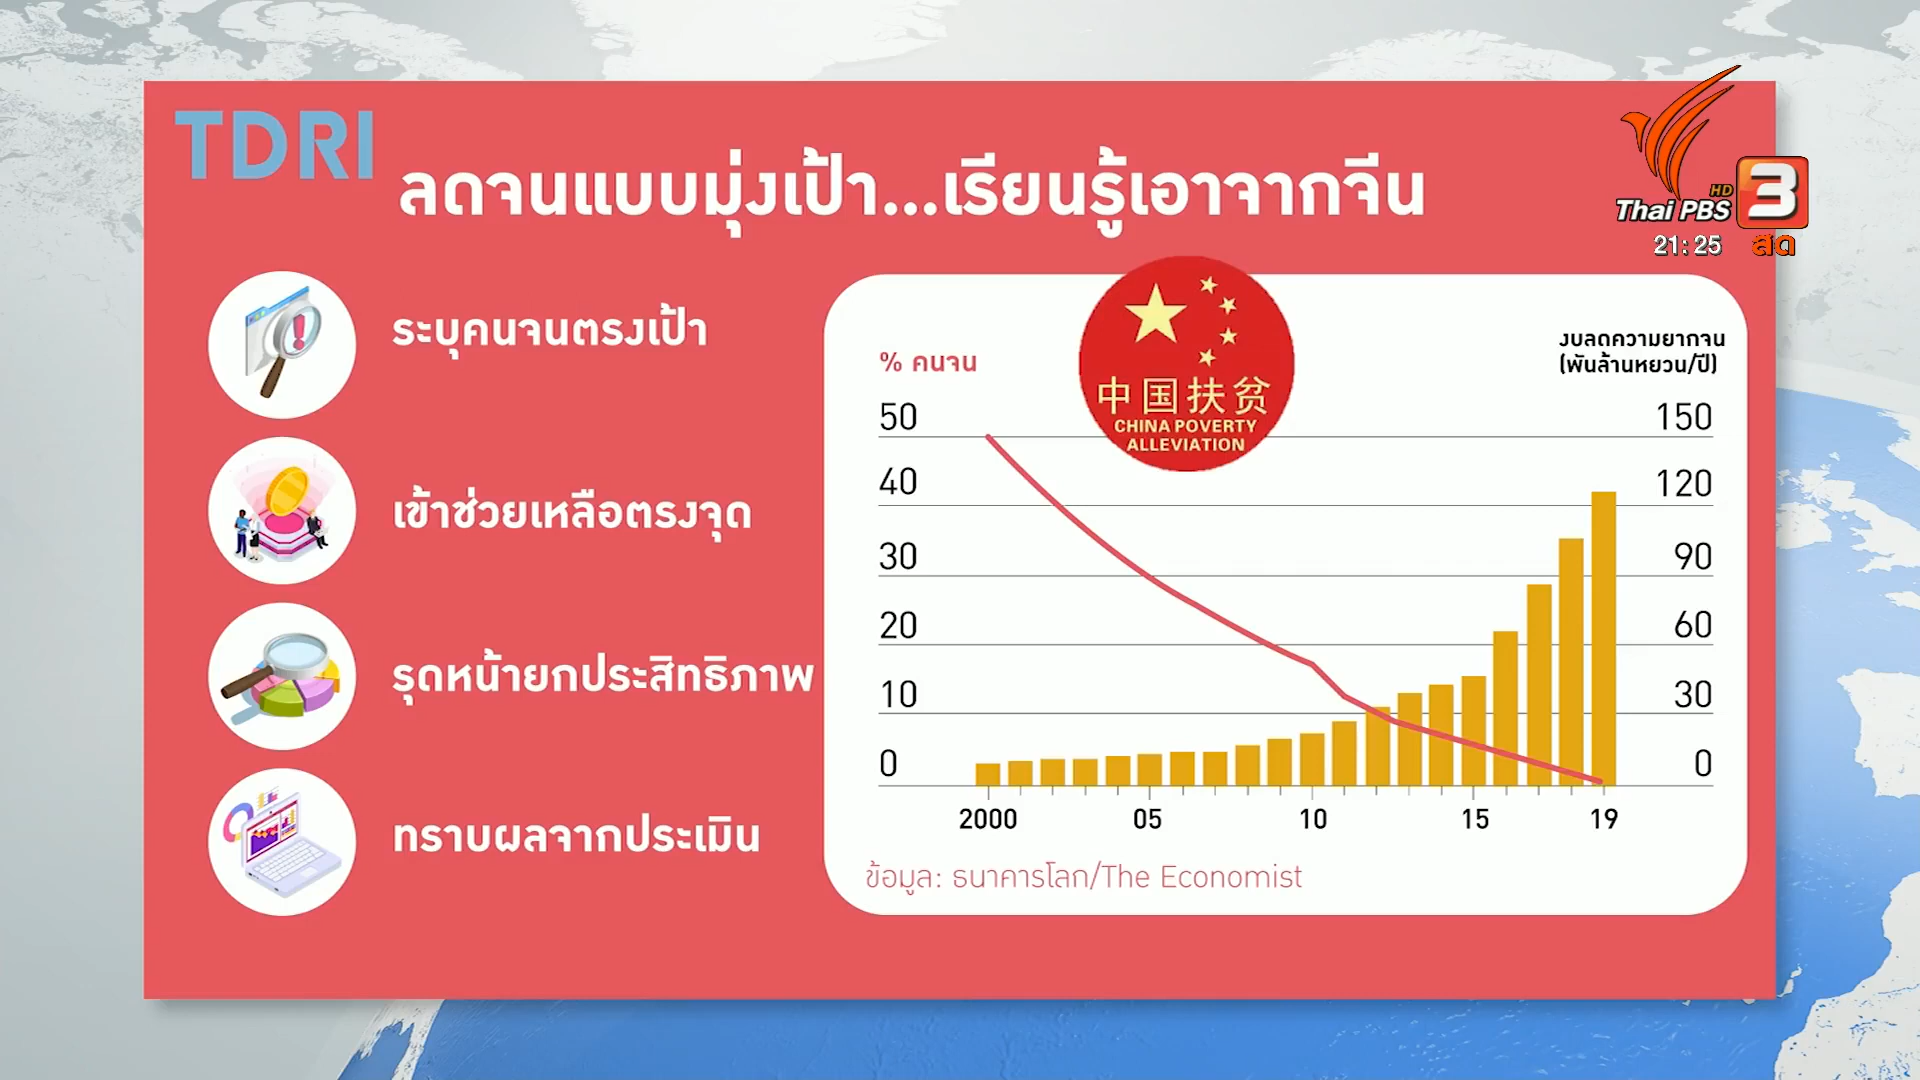 TDRI
ลดจนแบบมุ่งเป้า...เรียนรู้เอาจากจีน
HD
Thai PBS 3
21:25 สด
ระบุคนจนตรงเป้า
เข้าช่วยเหลือตรงจุด
รุดหน้ายกประสิทธิภาพ
ทราบผลจากประเมิน
% คนจน
งบลดความยากจน
(พันล้านหยวน/ปี)
中国扶贫
CHINA POVERTY
ALLEVIATION
50 150
40 120
30 90
20 60
10 30
0 0
2000 05 10 15 19
ข้อมูล: ธนาคารโลก/The Economist